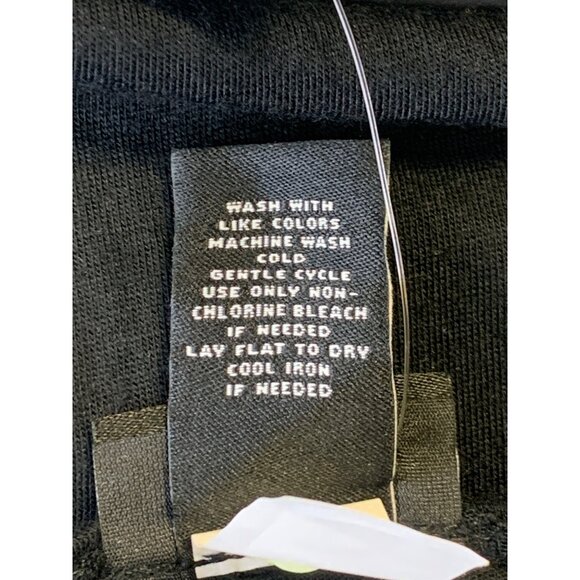 WASH WITH
LIKE COLORS
MACHINE WASH
COLD
GENTLE CYCLE
USE ONLY NON-
CHLORINE BLEACH
IF NEEDED
LAY FLAT TO DRY
COOL IRON
IF NEEDED